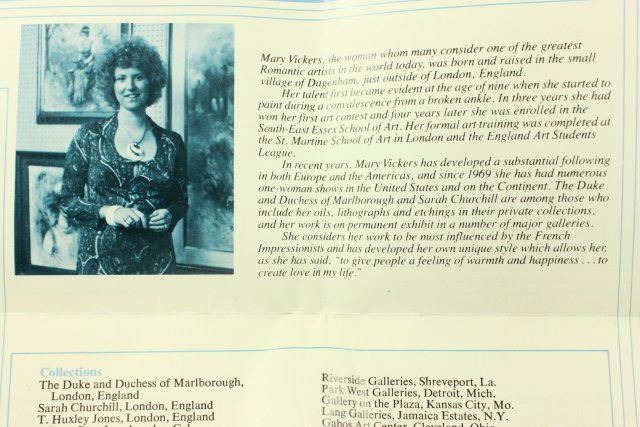 Mary Vickers, the woman whom many consider one of the greatest
Romantic artists in the world today, was born and raised in the small
village of Dagenham, just outside of London, England.
Her talent first became evident at the age of nine when she started to
paint during a convalescence from a broken ankle. In three years she had
won her first art contest and four years later she was enrolled in the
South-East Essex School of Art. Her formal art training was completed at
the St. Martine School of Art in London and the England Art Students
League.
In recent years, Mary Vickers has developed a substantial following
in both Europe and the Americas, and since 1969 she has had numerous
one-woman shows in the United States and on the Continent. The Duke
and Duchess of Marlborough and Sarah Churchill are among those who
include her oils, lithographs and etchings in their private collections,
and her work is on permanent exhibit in a number of major galleries.
She considers her work to be most influenced by the French
Impressionists and has developed her own unique style which allows her,
as she has said, "to give people a feeling of warmth and happiness . . . to
create love in my life."
Collections
The Duke and Duchess of Marlborough,
London, England
Sarah Churchill, London, England
T. Huxley Jones, London, England
Riverside Galleries, Shreveport, La.
Park West Galleries, Detroit, Mich.
Gallery on the Plaza, Kansas City, Mo.
Lang Galleries, Jamaica Estates, N.Y.
Gabos Art Center, Cleveland, Ohio